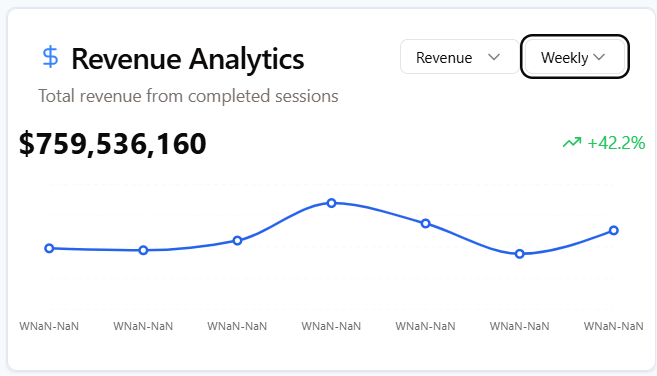 $ Revenue Analytics
Revenue
Weekly
Total revenue from completed sessions
$759,536,160
+42.2%
WNaN-NaN WNaN-NaN WNaN-NaN WNaN-NaN WNaN-NaN WNaN-NaN WNaN-NaN